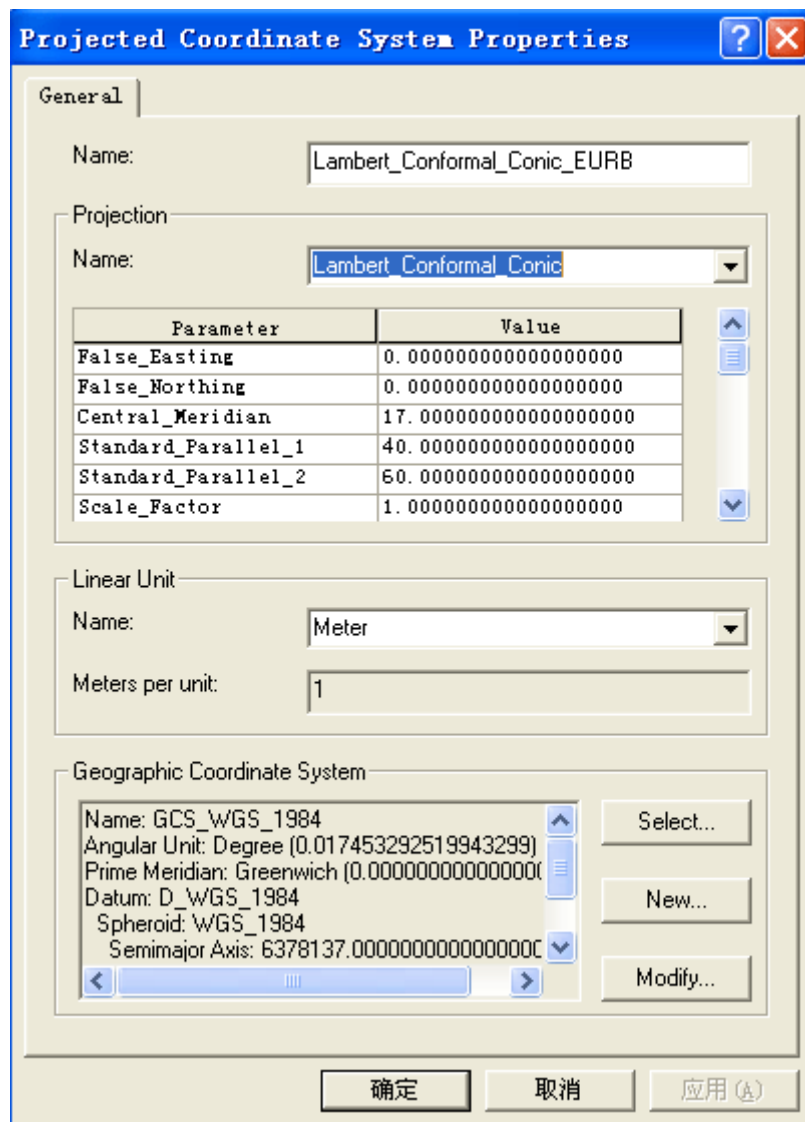 Projected Coordinate System Properties
General
Name: Lambert_Conformal_Conic_EURB
Projection
Name: Lambert_Conformal_Conic
Parameter Value
False_Easting 0.000000000000000000
False_Northing 0.000000000000000000
Central_Meridian 17.000000000000000000
Standard_Parallel_1 40.000000000000000000
Standard_Parallel_2 60.000000000000000000
Scale_Factor 1.000000000000000000
Linear Unit
Name: Meter
Meters per unit: 1
Geographic Coordinate System
Name: GCS_WGS_1984
Angular Unit: Degree (0.017453292519943299)
Prime Meridian: Greenwich (0.000000000000000
Datum: D_WGS_1984
Spheroid: WGS_1984
Semimajor Axis: 6378137.0000000000000000
Select...
New...
Modify...
确定 取消 应用(A)